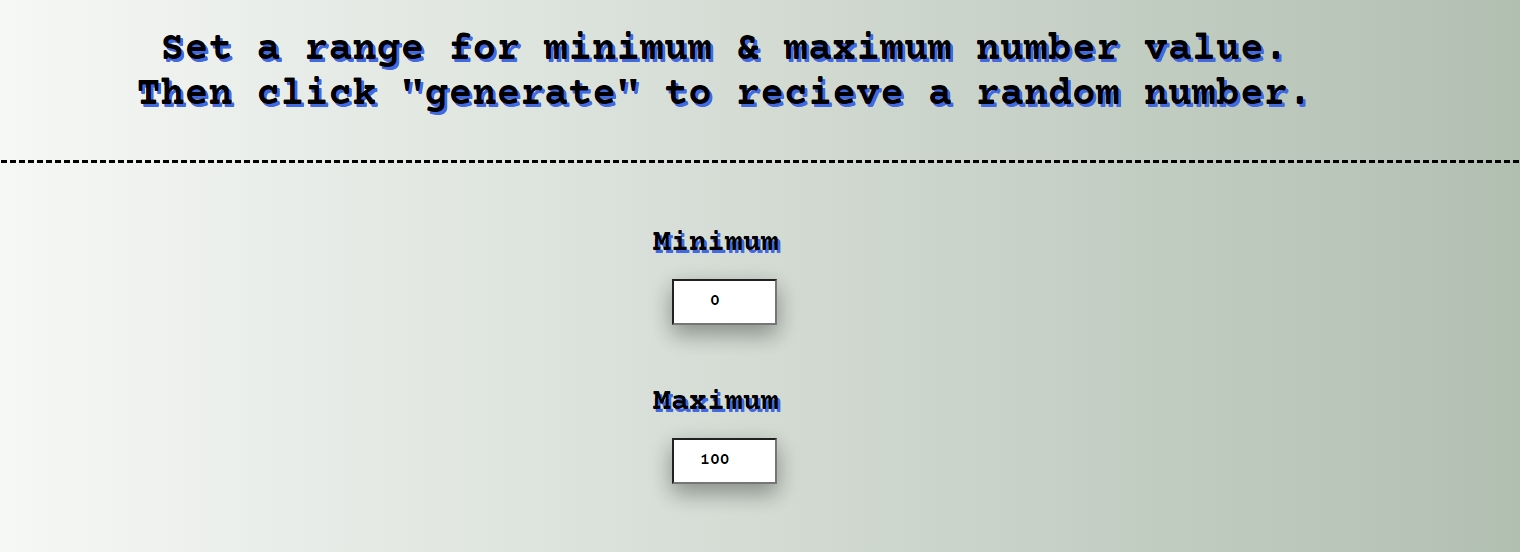 Set a range for minimum & maximum number value.
Then click "generate" to recieve a random number.
Minimum
0
Maximum
100